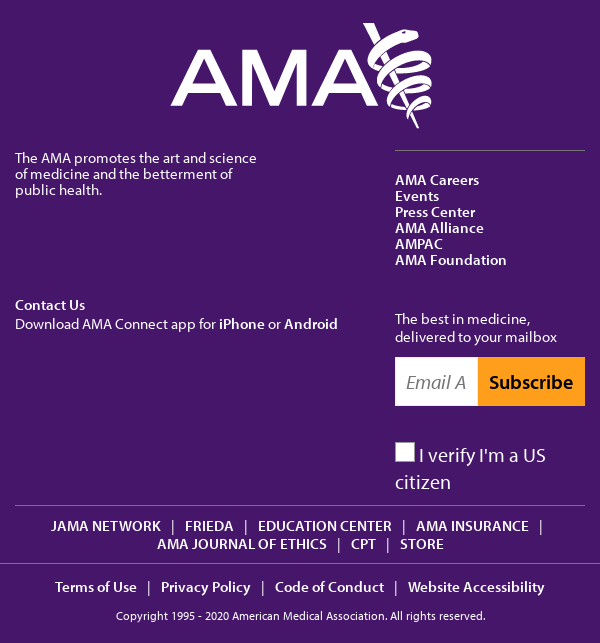 AMA
The AMA promotes the art and science
of medicine and the betterment of
public health.
AMA Careers
Events
Press Center
AMA Alliance
AMPAC
AMA Foundation
Contact Us
Download AMA Connect app for iPhone or Android
The best in medicine,
delivered to your mailbox
Email A
Subscribe
I verify I'm a US
citizen
JAMA NETWORK | FRIEDA | EDUCATION CENTER | AMA INSURANCE |
AMA JOURNAL OF ETHICS | CPT | STORE
Terms of Use | Privacy Policy | Code of Conduct | Website Accessibility
Copyright 1995 - 2020 American Medical Association. All rights reserved.